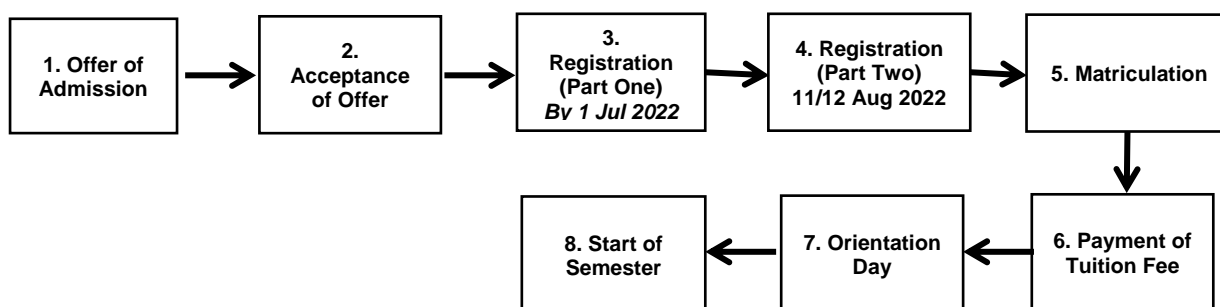 1. Offer of
Admission
2.
Acceptance
of Offer
3.
Registration
(Part One)
By 1 Jul 2022
4. Registration
(Part Two)
11/12 Aug 2022
5. Matriculation
6. Payment of
Tuition Fee
7. Orientation
Day
8. Start of
Semester